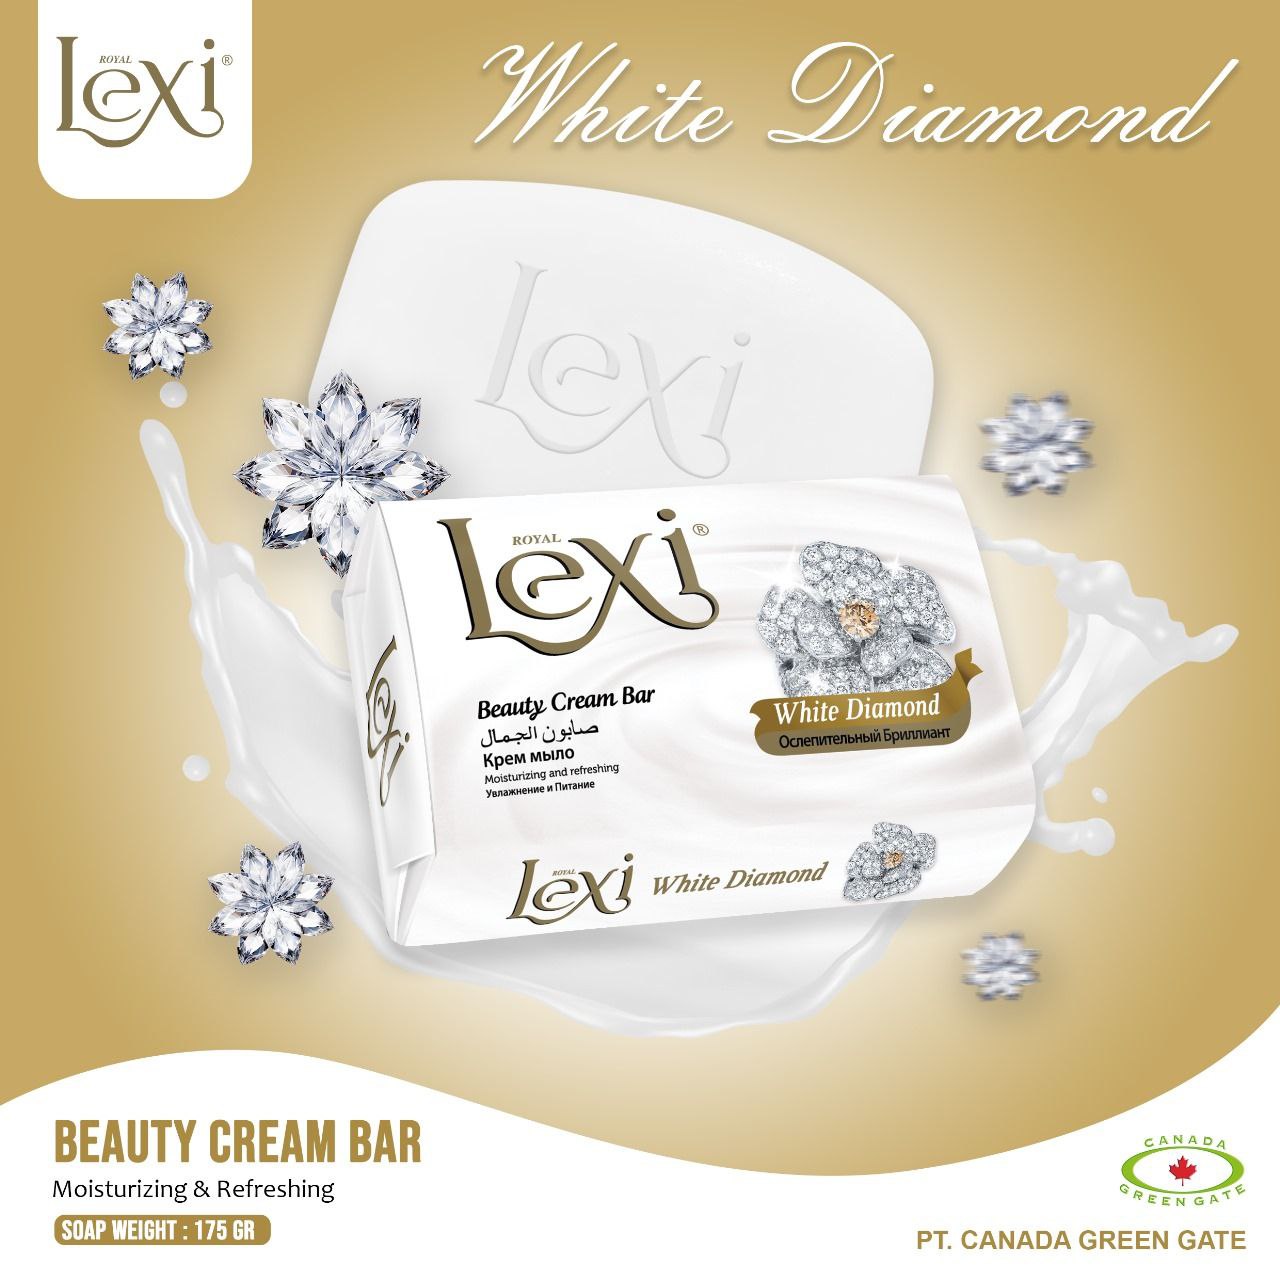 ROYAL
Lexi®
White Diamond
Lexi
ROYAL
Lexi®
Lexi
Beauty Cream Bar
صابون الجمال
Крем мыло
Moisturizing and refreshing
Увлажнение и Питание
White Diamond
Ослепительный Бриллиант
ROYAL
Lexi White Diamond
BEAUTY CREAM BAR
Moisturizing & Refreshing
SOAP WEIGHT : 175 GR
CANADA
GREEN GATE
PT. CANADA GREEN GATE